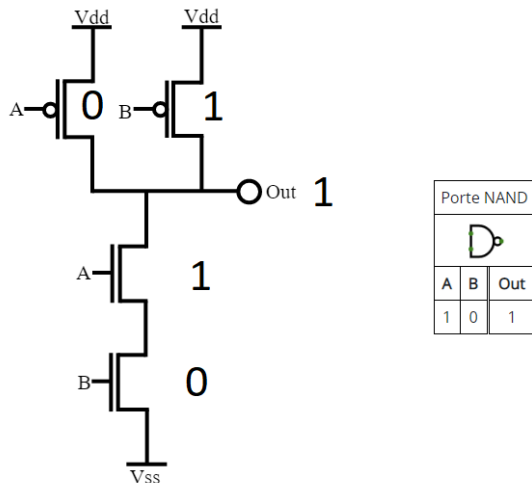 Vdd Vdd
A 0 B 1
Out 1
A 1
B 0
Vss
Porte NAND
A B Out
1 0 1